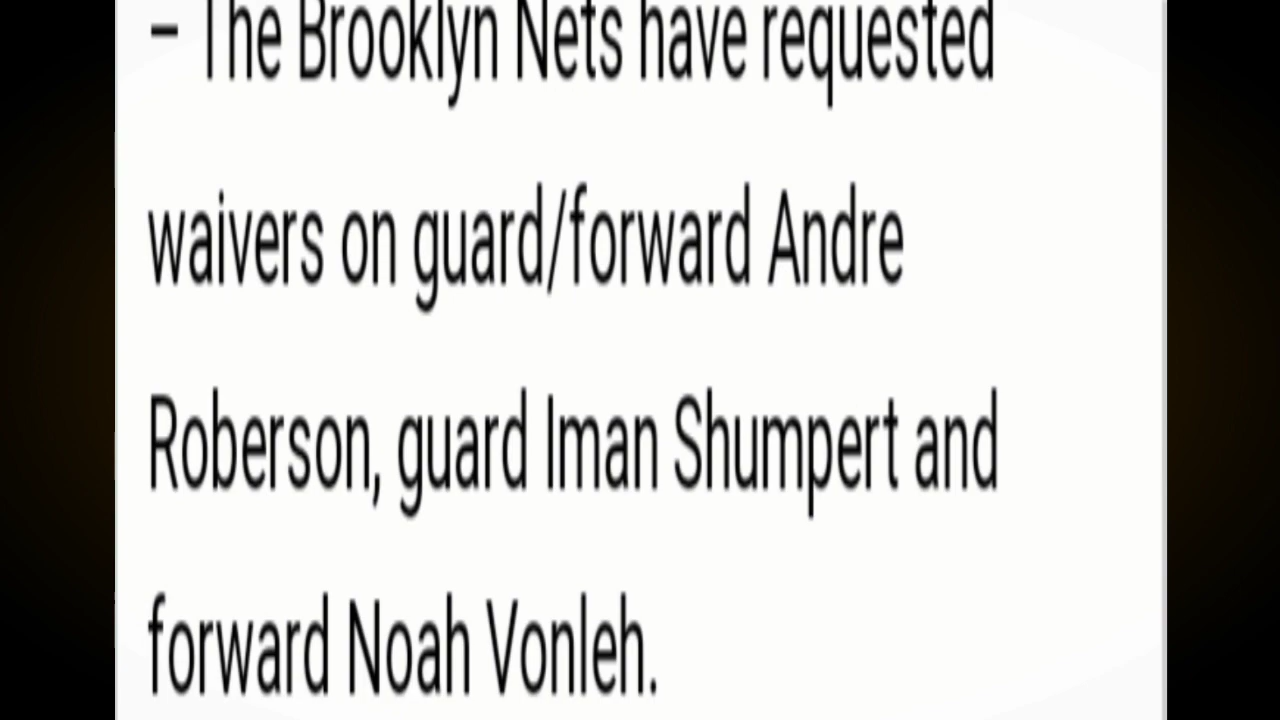 – The Brooklyn Nets have requested
waivers on guard/forward Andre
Roberson, guard Iman Shumpert and
forward Noah Vonleh.